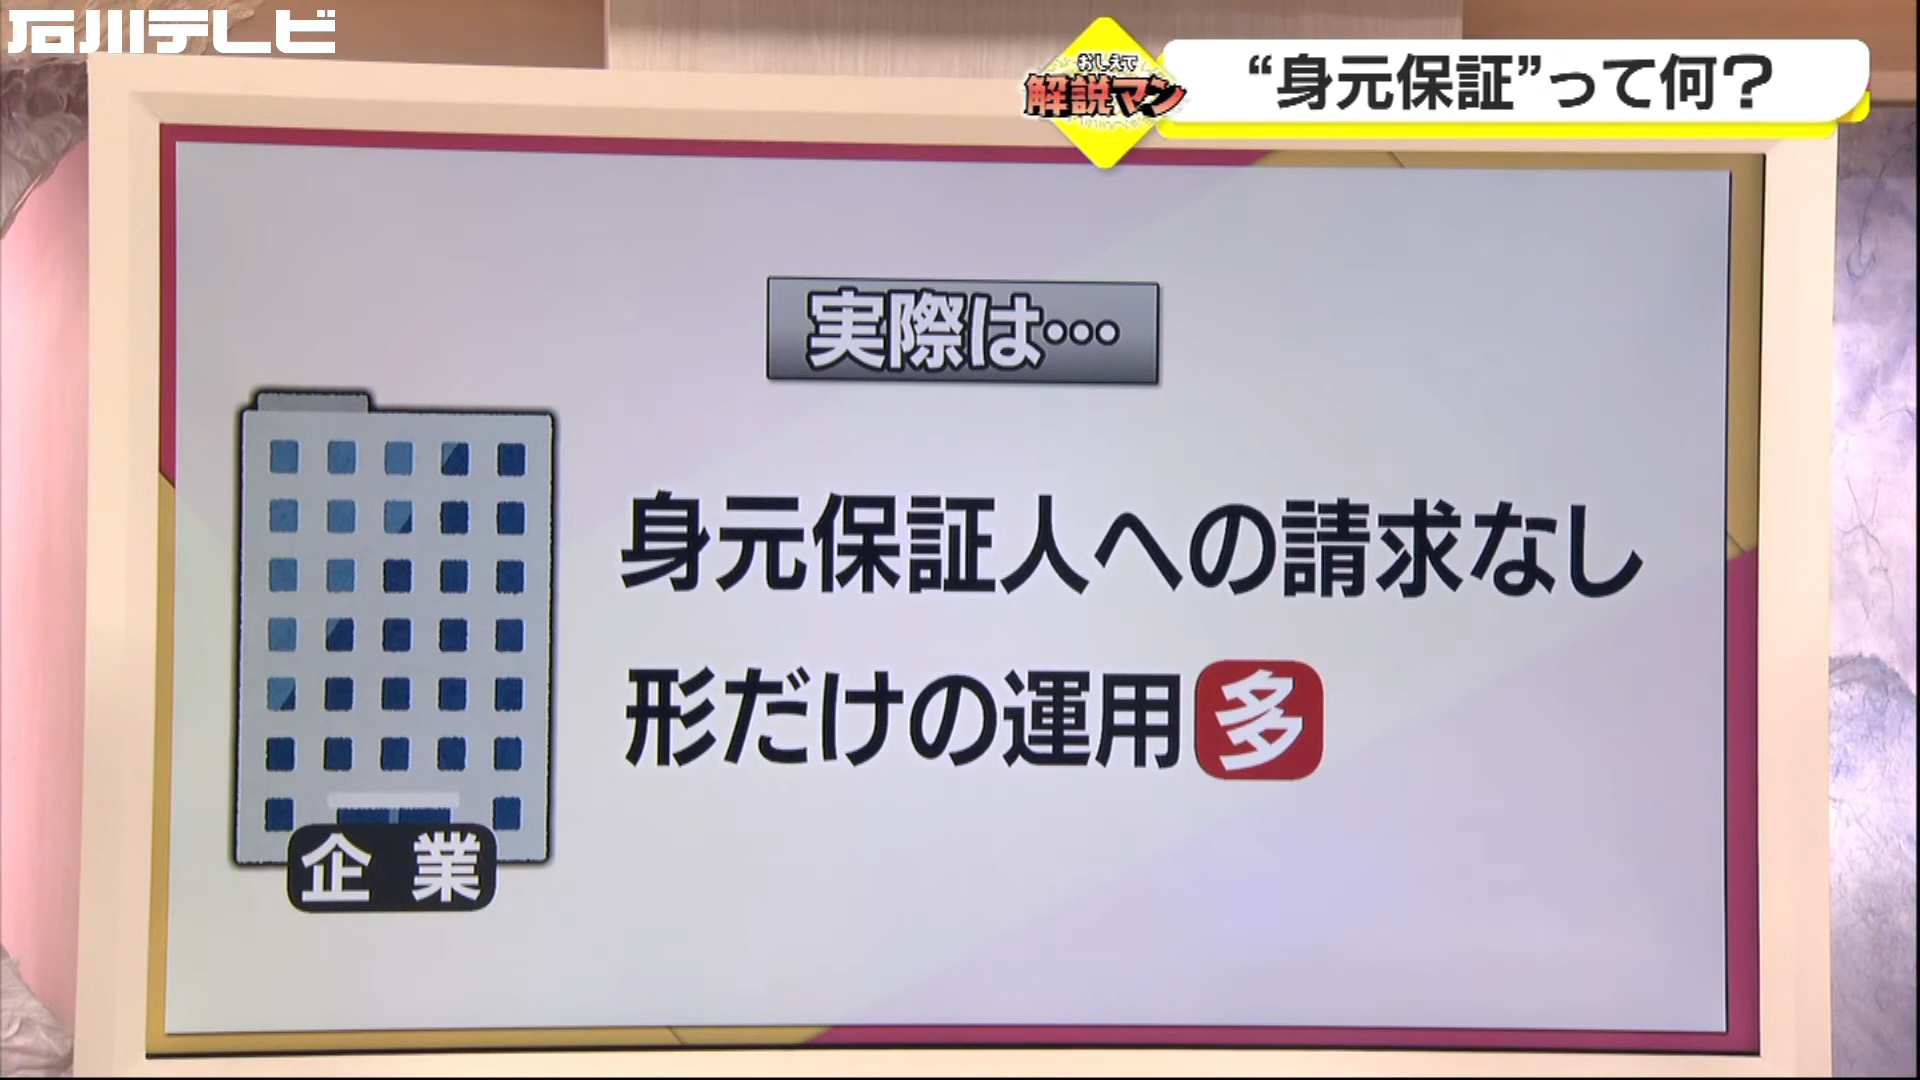 石川テレビ
おしえて
解説マン
“身元保証”って何？
実際は…
身元保証人への請求なし
形だけの運用多
企業